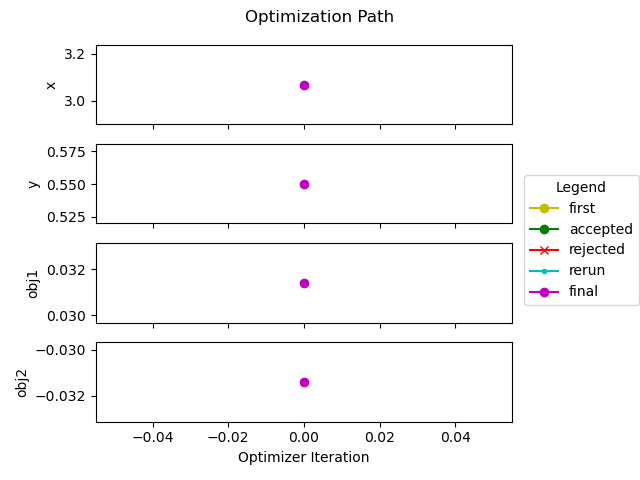 Optimization Path
3.2
3.0
x
0.575
0.550
0.525
y
0.032
0.030
obj1
−0.030
−0.032
obj2
−0.04 −0.02 0.00 0.02 0.04
Optimizer Iteration
Legend
first
accepted
rejected
rerun
final